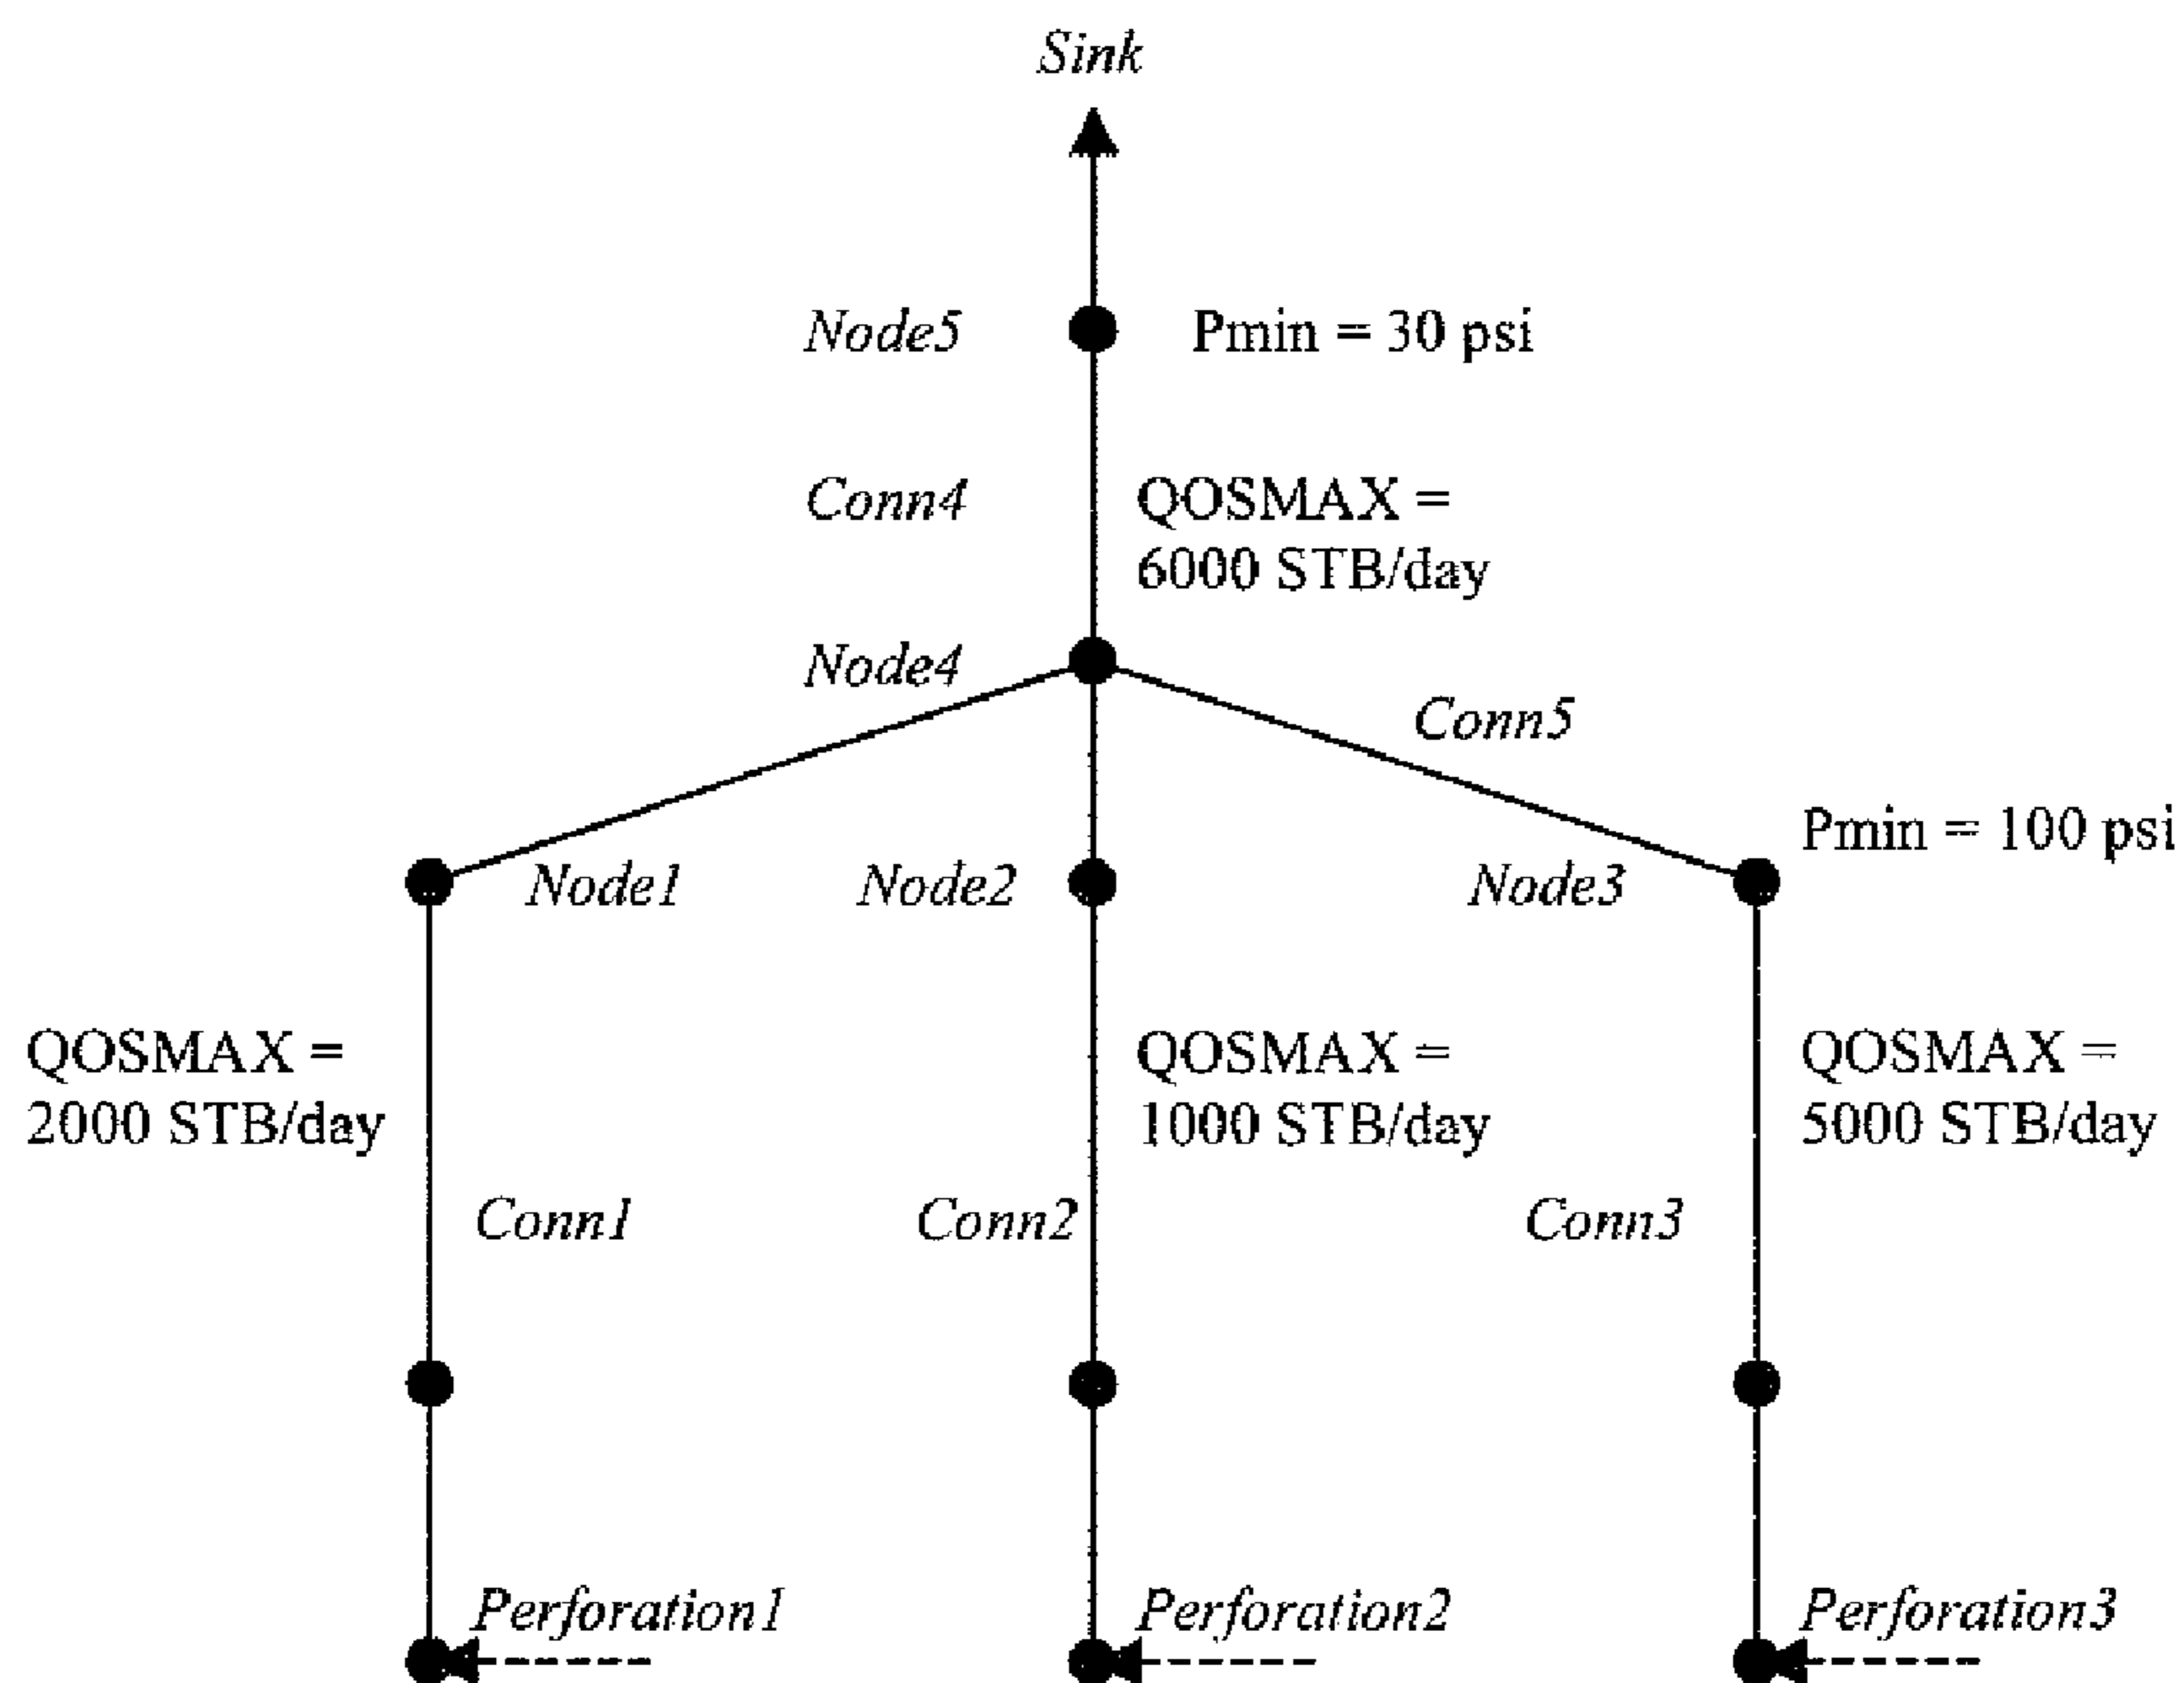 Sink
Node5
Pmin = 30 psi
Conn4
QOSMAX =
6000 STB/day
Node4
Conn5
Pmin = 100 psi
Node1
Node2
Node3
QOSMAX =
2000 STB/day
QOSMAX =
1000 STB/day
QOSMAX =
5000 STB/day
Conn1
Conn2
Conn3
Perforation1
Perforation2
Perforation3